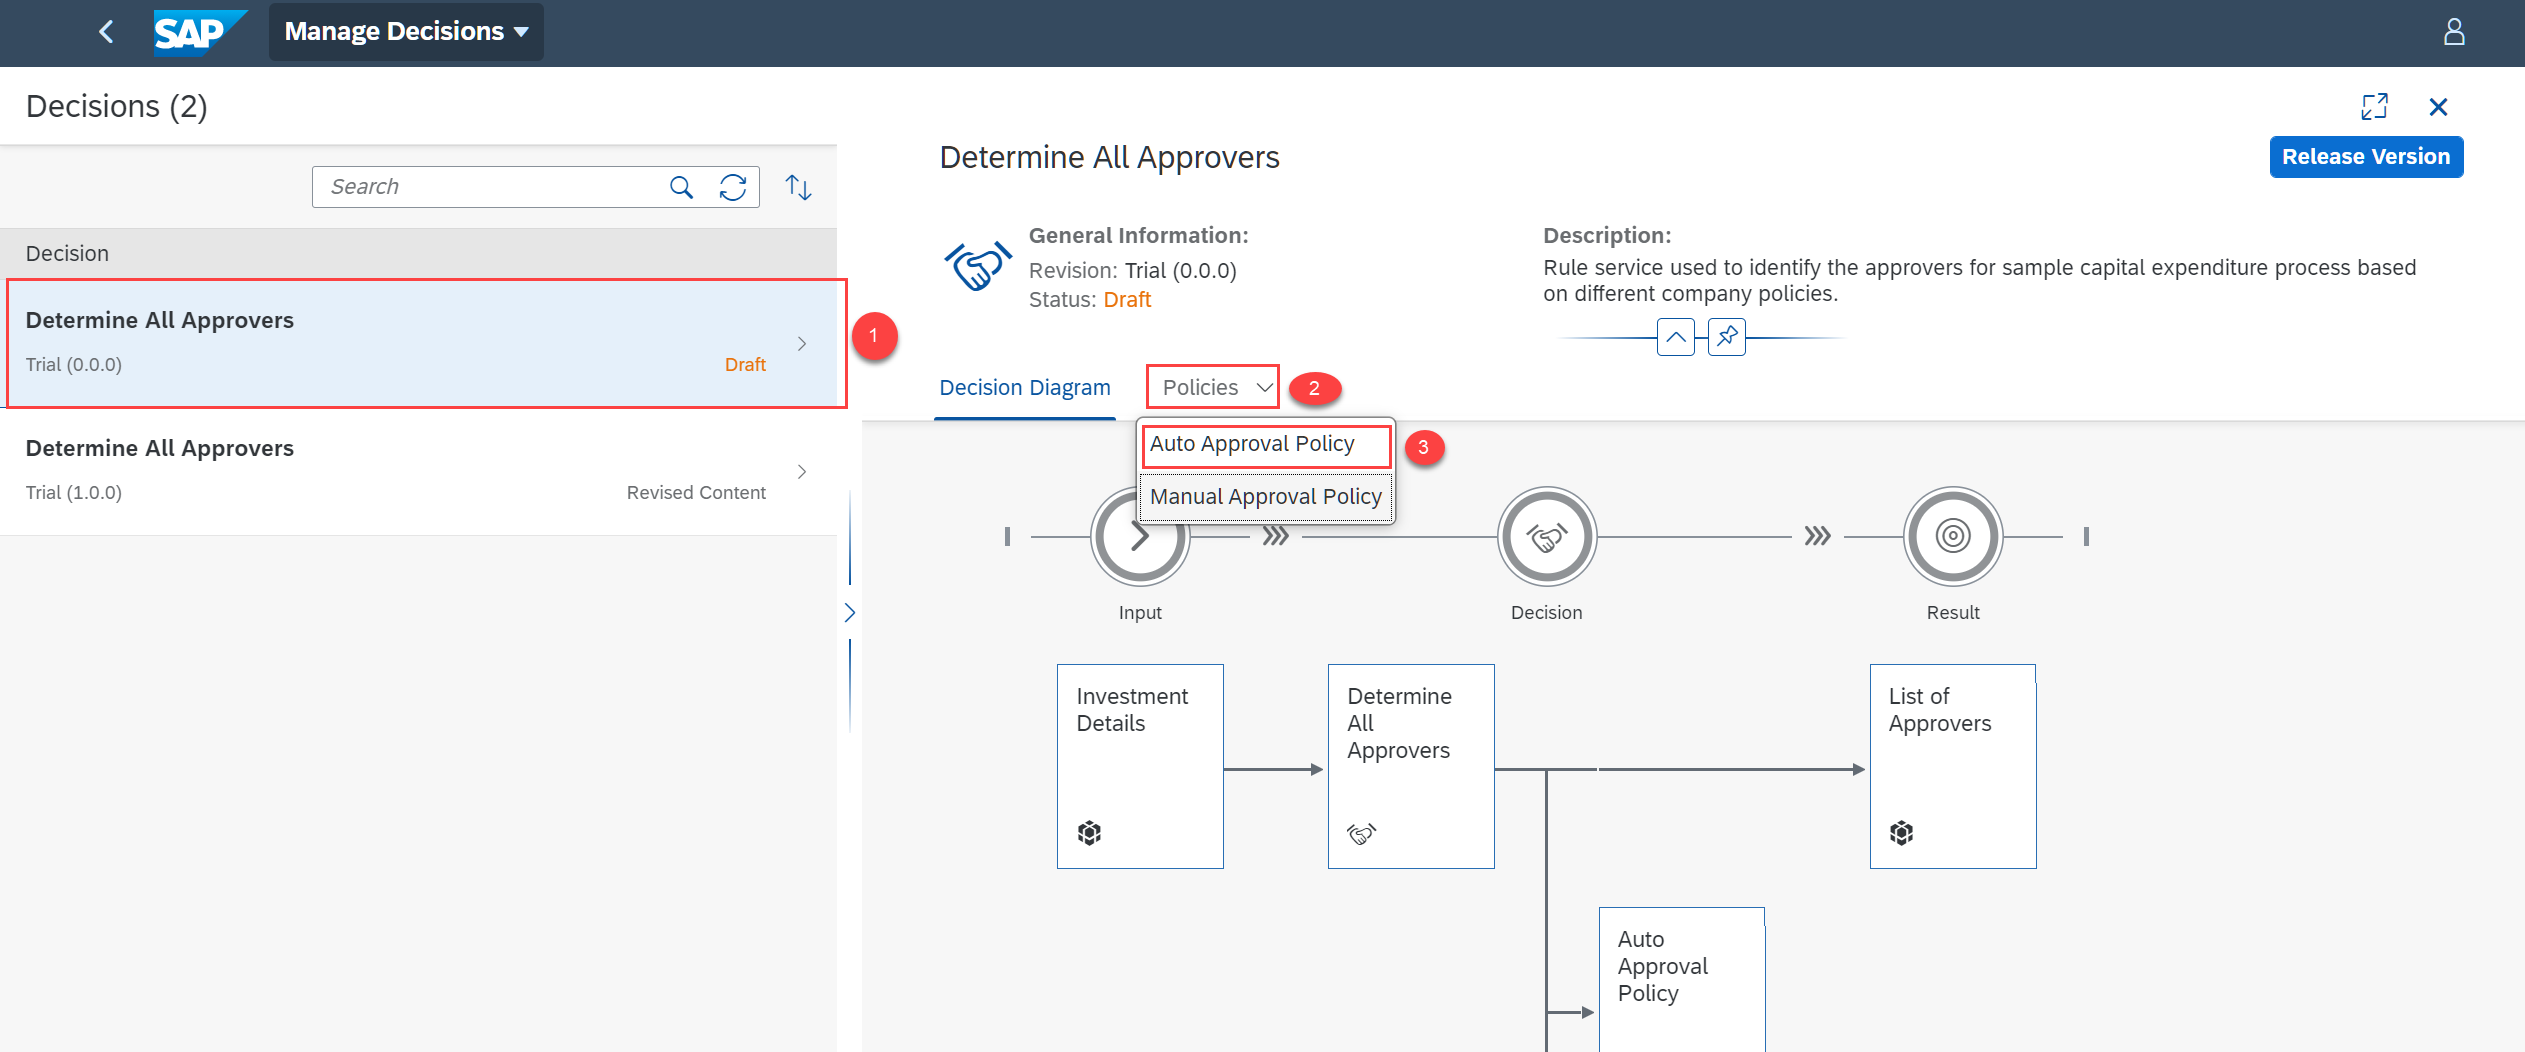 SAP
Manage Decisions
Decisions (2)
Search
Decision
Determine All Approvers
Trial (0.0.0)
Draft
1
Determine All Approvers
Trial (1.0.0)
Revised Content
Determine All Approvers
Release Version
General Information:
Revision: Trial (0.0.0)
Status: Draft
Description:
Rule service used to identify the approvers for sample capital expenditure process based
on different company policies.
Decision Diagram
Policies
2
Auto Approval Policy
3
Manual Approval Policy
Input
Decision
Result
Investment
Details
Determine
All
Approvers
List of
Approvers
Auto
Approval
Policy